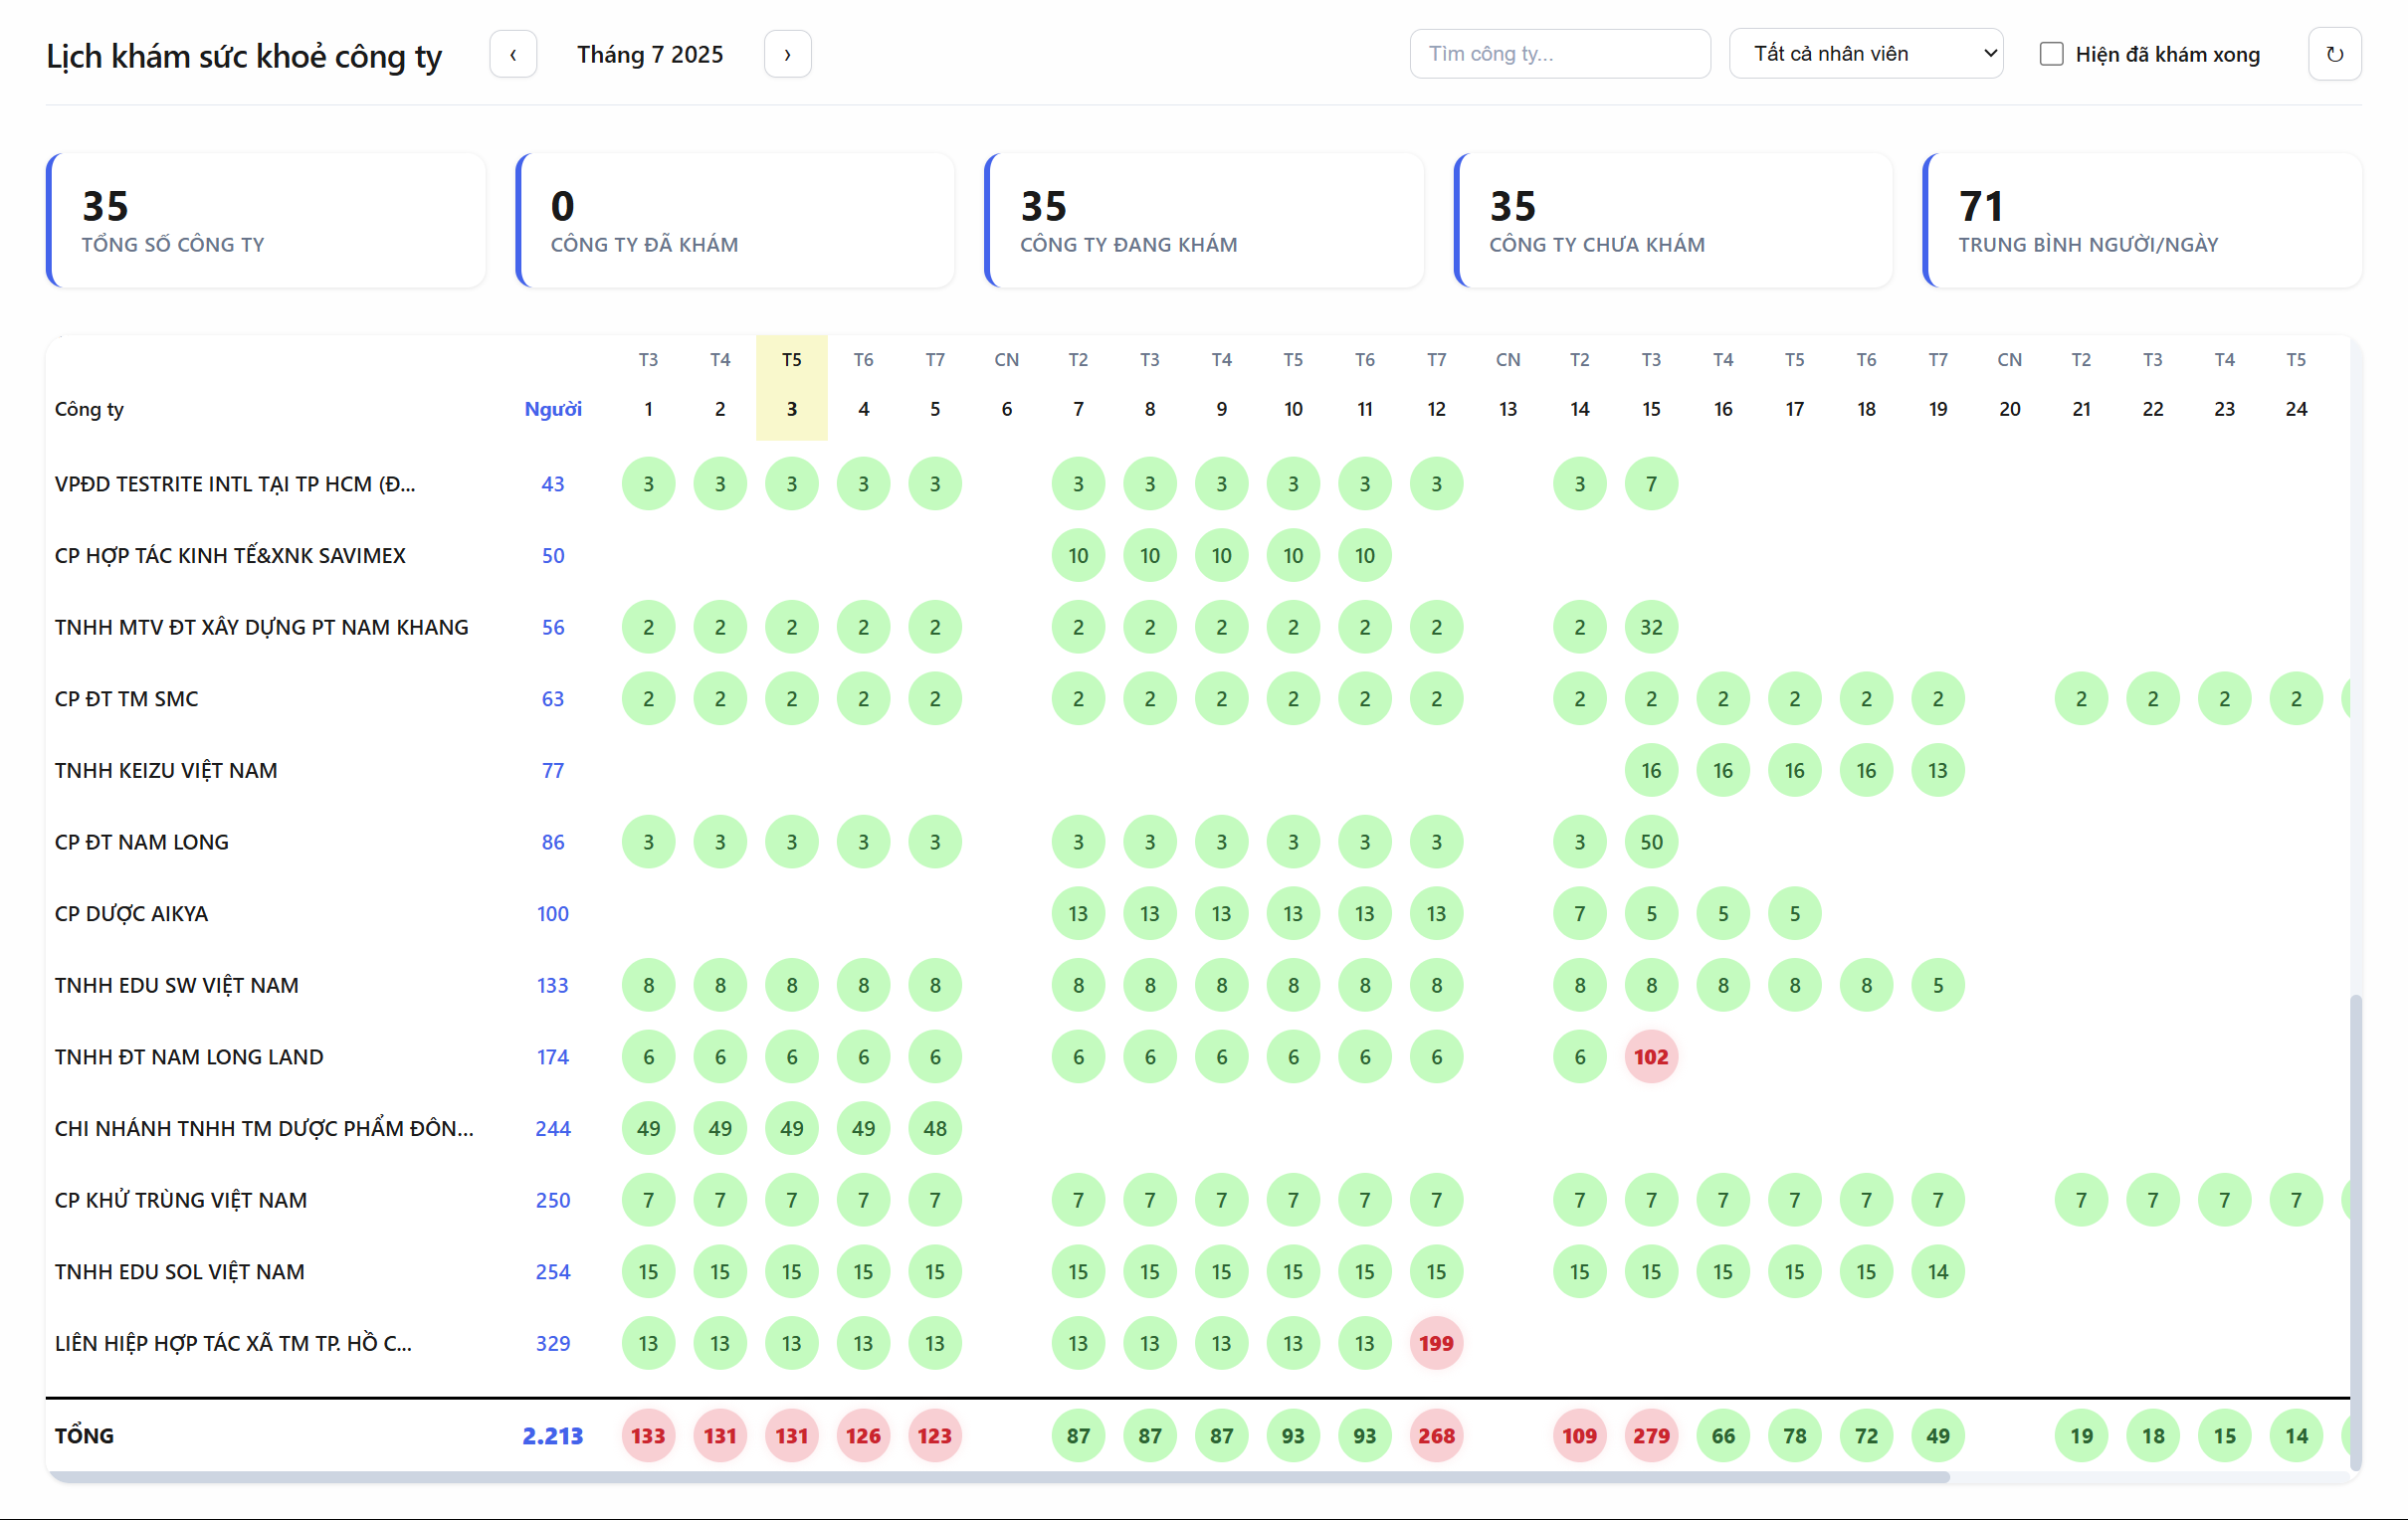 Lịch khám sức khoẻ công ty ‹ Tháng 7 2025 › Tìm công ty... Tất cả nhân viên Hiện đã khám xong ↻
35 0 35 35 71
TỔNG SỐ CÔNG TY CÔNG TY ĐÃ KHÁM CÔNG TY ĐANG KHÁM CÔNG TY CHƯA KHÁM TRUNG BÌNH NGƯỜI/NGÀY
T3 T4 T5 T6 T7 CN T2 T3 T4 T5 T6 T7 CN T2 T3 T4 T5 T6 T7 CN T2 T3 T4 T5
Công ty Người 1 2 3 4 5 6 7 8 9 10 11 12 13 14 15 16 17 18 19 20 21 22 23 24
VPĐD TESTRITE INTL TẠI TP HCM (Đ... 43 3 3 3 3 3 3 3 3 3 3 3 3 7
CP HỢP TÁC KINH TẾ&XNK SAVIMEX 50 10 10 10 10 10
TNHH MTV ĐT XÂY DỰNG PT NAM KHANG 56 2 2 2 2 2 2 2 2 2 2 2 2 32
CP ĐT TM SMC 63 2 2 2 2 2 2 2 2 2 2 2 2 2 2 2 2 2 2 2 2 2
TNHH KEIZU VIỆT NAM 77 16 16 16 16 13
CP ĐT NAM LONG 86 3 3 3 3 3 3 3 3 3 3 3 3 50
CP DƯỢC AIKYA 100 13 13 13 13 13 13 7 5 5 5
TNHH EDU SW VIỆT NAM 133 8 8 8 8 8 8 8 8 8 8 8 8 8 8 8 8 5
TNHH ĐT NAM LONG LAND 174 6 6 6 6 6 6 6 6 6 6 6 6 102
CHI NHÁNH TNHH TM DƯỢC PHẨM ĐÔN... 244 49 49 49 49 48
CP KHỬ TRÙNG VIỆT NAM 250 7 7 7 7 7 7 7 7 7 7 7 7 7 7 7 7 7 7 7 7 7
TNHH EDU SOL VIỆT NAM 254 15 15 15 15 15 15 15 15 15 15 15 15 15 15 15 15 14
LIÊN HIỆP HỢP TÁC XÃ TM TP. HỒ C... 329 13 13 13 13 13 13 13 13 13 13 199
TỔNG 2.213 133 131 131 126 123 87 87 87 93 93 268 109 279 66 78 72 49 19 18 15 14